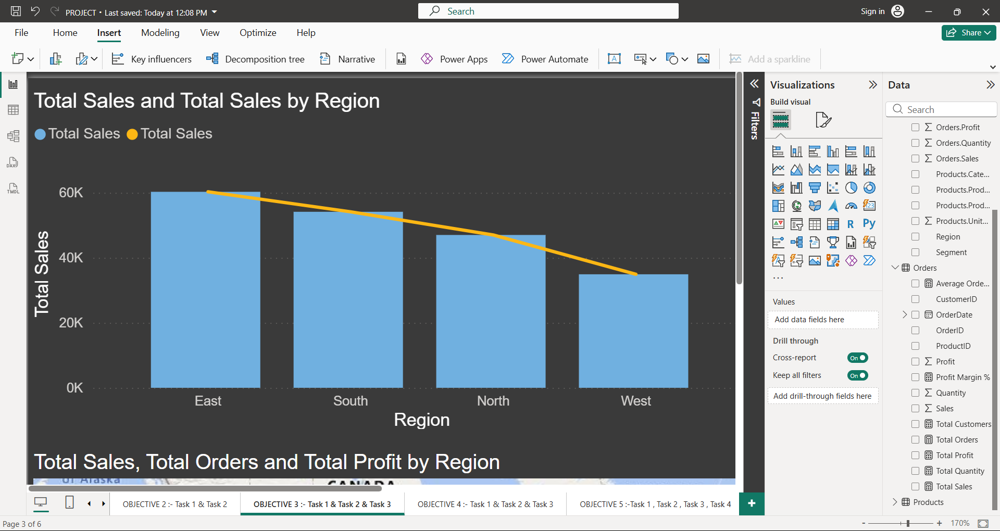 PROJECT • Last saved: Today at 12:08 PM
Search
Sign in
File Home Insert Modeling View Optimize Help
Share
Key influencers Decomposition tree Narrative Power Apps Power Automate Add a sparkline
DAX
TMDL
Total Sales and Total Sales by Region
Total Sales Total Sales
60K
40K
20K
0K
Total Sales
East South North West
Region
Total Sales, Total Orders and Total Profit by Region
of Alaska
CANADA
Filters
Visualizations
Build visual
123
R
Py
...
Values
Add data fields here
Drill through
Cross-report On
Keep all filters On
Add drill-through fields here
Data
Search
Orders.Profit
Orders.Quantity
Orders.Sales
Products.Cate...
Products.Prod...
Products.Prod...
Products.Unit...
Region
Segment
Orders
Average Orde...
CustomerID
OrderDate
OrderID
ProductID
Profit
Profit Margin %
Quantity
Sales
Total Customers
Total Orders
Total Profit
Total Quantity
Total Sales
Products
OBJECTIVE 2 :- Task 1 & Task 2
OBJECTIVE 3 :- Task 1 & Task 2 & Task 3
OBJECTIVE 4 :- Task 1 & Task 2 & Task 3
OBJECTIVE 5 :-Task 1 , Task 2 , Task 3 , Task 4
Page 3 of 6
- + 170%